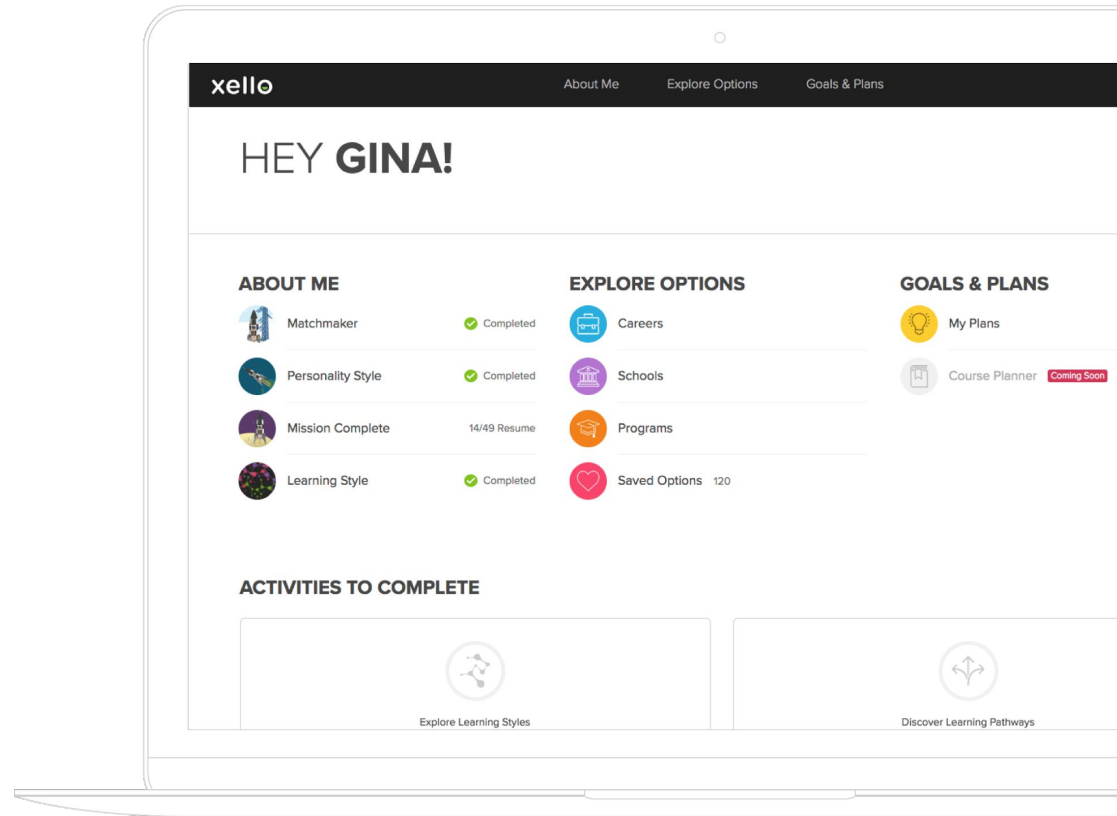 xello
About Me Explore Options Goals & Plans
HEY GINA!
ABOUT ME
Matchmaker Completed
Personality Style Completed
Mission Complete 14/49 Resume
Learning Style Completed
EXPLORE OPTIONS
Careers
Schools
Programs
Saved Options 120
GOALS & PLANS
My Plans
Course Planner Coming Soon
ACTIVITIES TO COMPLETE
Explore Learning Styles
Discover Learning Pathways